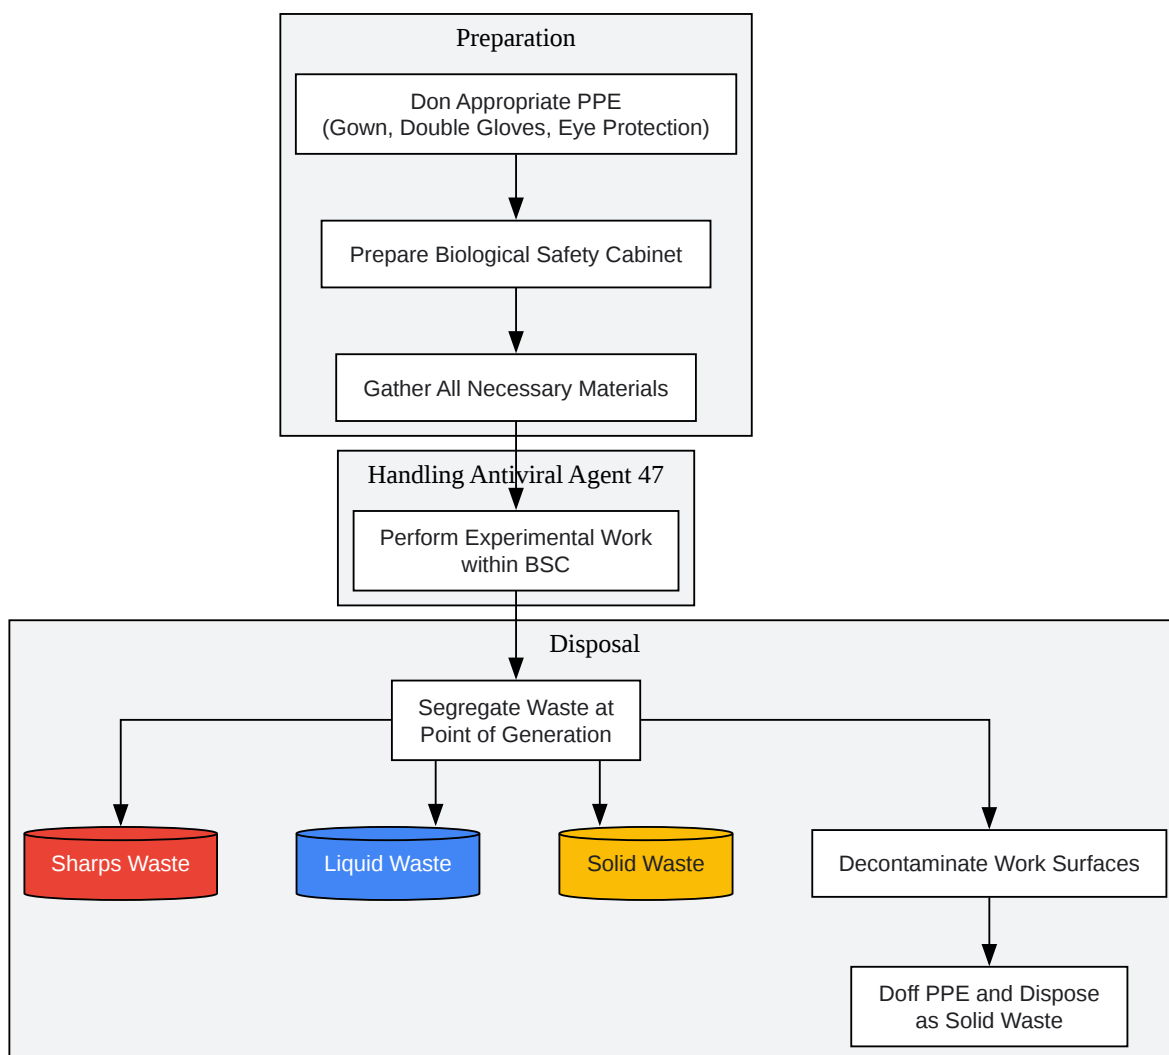 Preparation
Don Appropriate PPE
(Gown, Double Gloves, Eye Protection)
Prepare Biological Safety Cabinet
Gather All Necessary Materials
Handling Antiviral Agent 47
Perform Experimental Work
within BSC
Disposal
Segregate Waste at
Point of Generation
Sharps Waste
Liquid Waste
Solid Waste
Decontaminate Work Surfaces
Doff PPE and Dispose
as Solid Waste